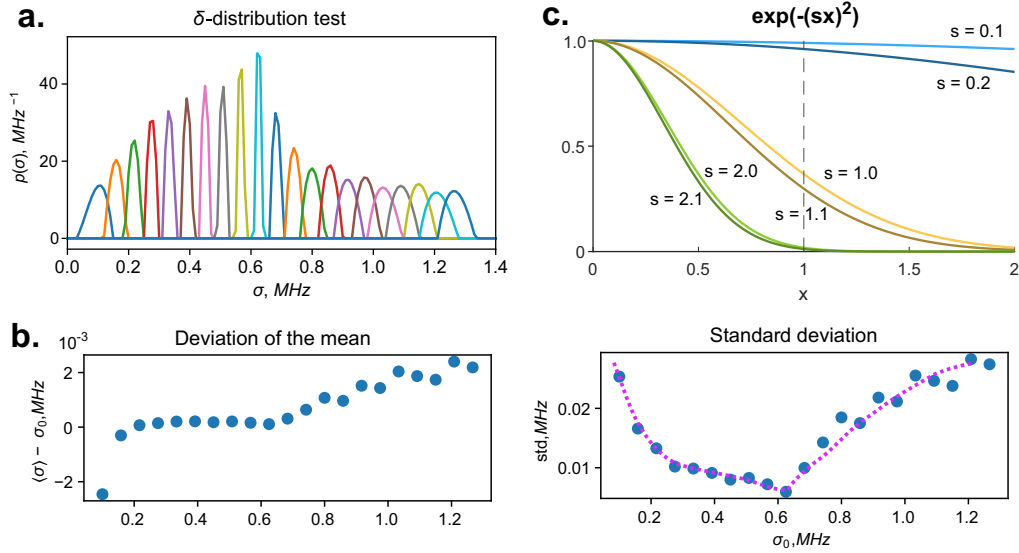 a.
δ-distribution test
p(σ), MHz⁻¹
40
20
0
0.0 0.2 0.4 0.6 0.8 1.0 1.2 1.4
σ, MHz
c.
exp(-(sx)²)
1.0
0.5
0
s = 0.1
s = 0.2
s = 2.0
s = 1.0
s = 2.1
s = 1.1
0 0.5 1 1.5 2
x
b.
Deviation of the mean
10⁻³
⟨σ⟩ − σ₀, MHz
2
0
−2
0.2 0.4 0.6 0.8 1.0 1.2
Standard deviation
std, MHz
0.02
0.01
0.2 0.4 0.6 0.8 1.0 1.2
σ₀, MHz